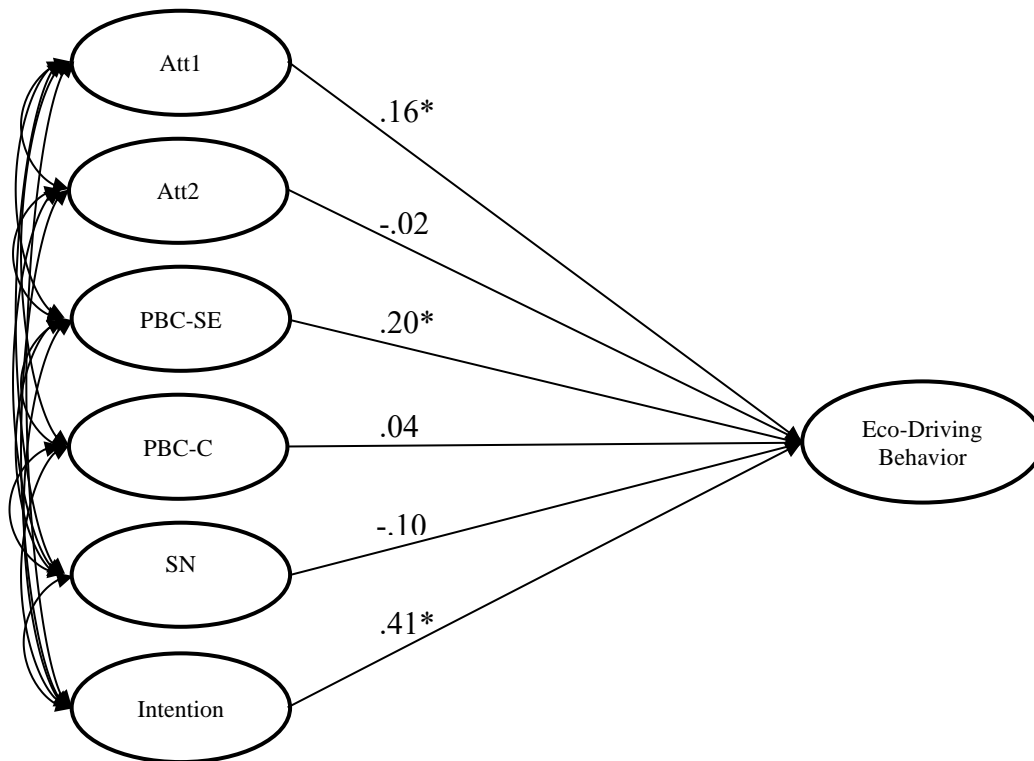 Att1
.16*
Att2
-.02
PBC-SE
.20*
PBC-C
.04
Eco-Driving
Behavior
SN
-.10
Intention
.41*